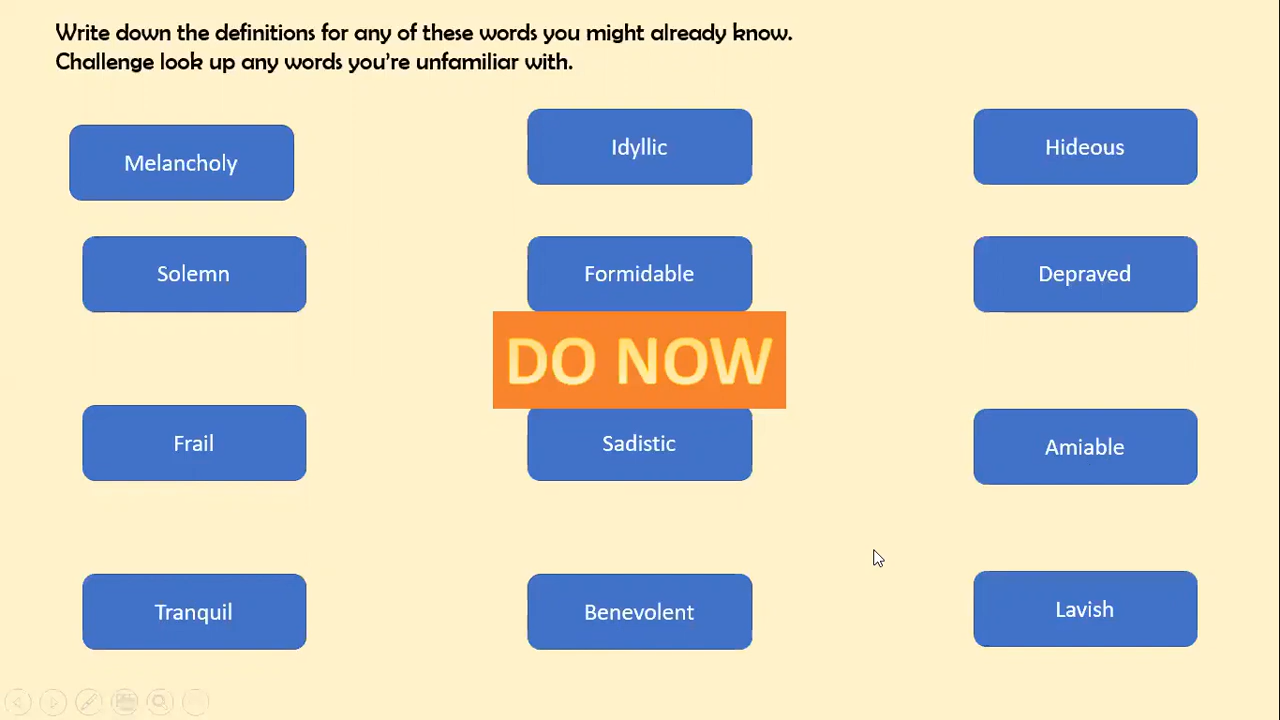 Write down the definitions for any of these words you might already know.
Challenge look up any words you're unfamiliar with.
Melancholy
Idyllic
Hideous
Solemn
Formidable
Depraved
DO NOW
Frail
Sadistic
Amiable
Tranquil
Benevolent
Lavish